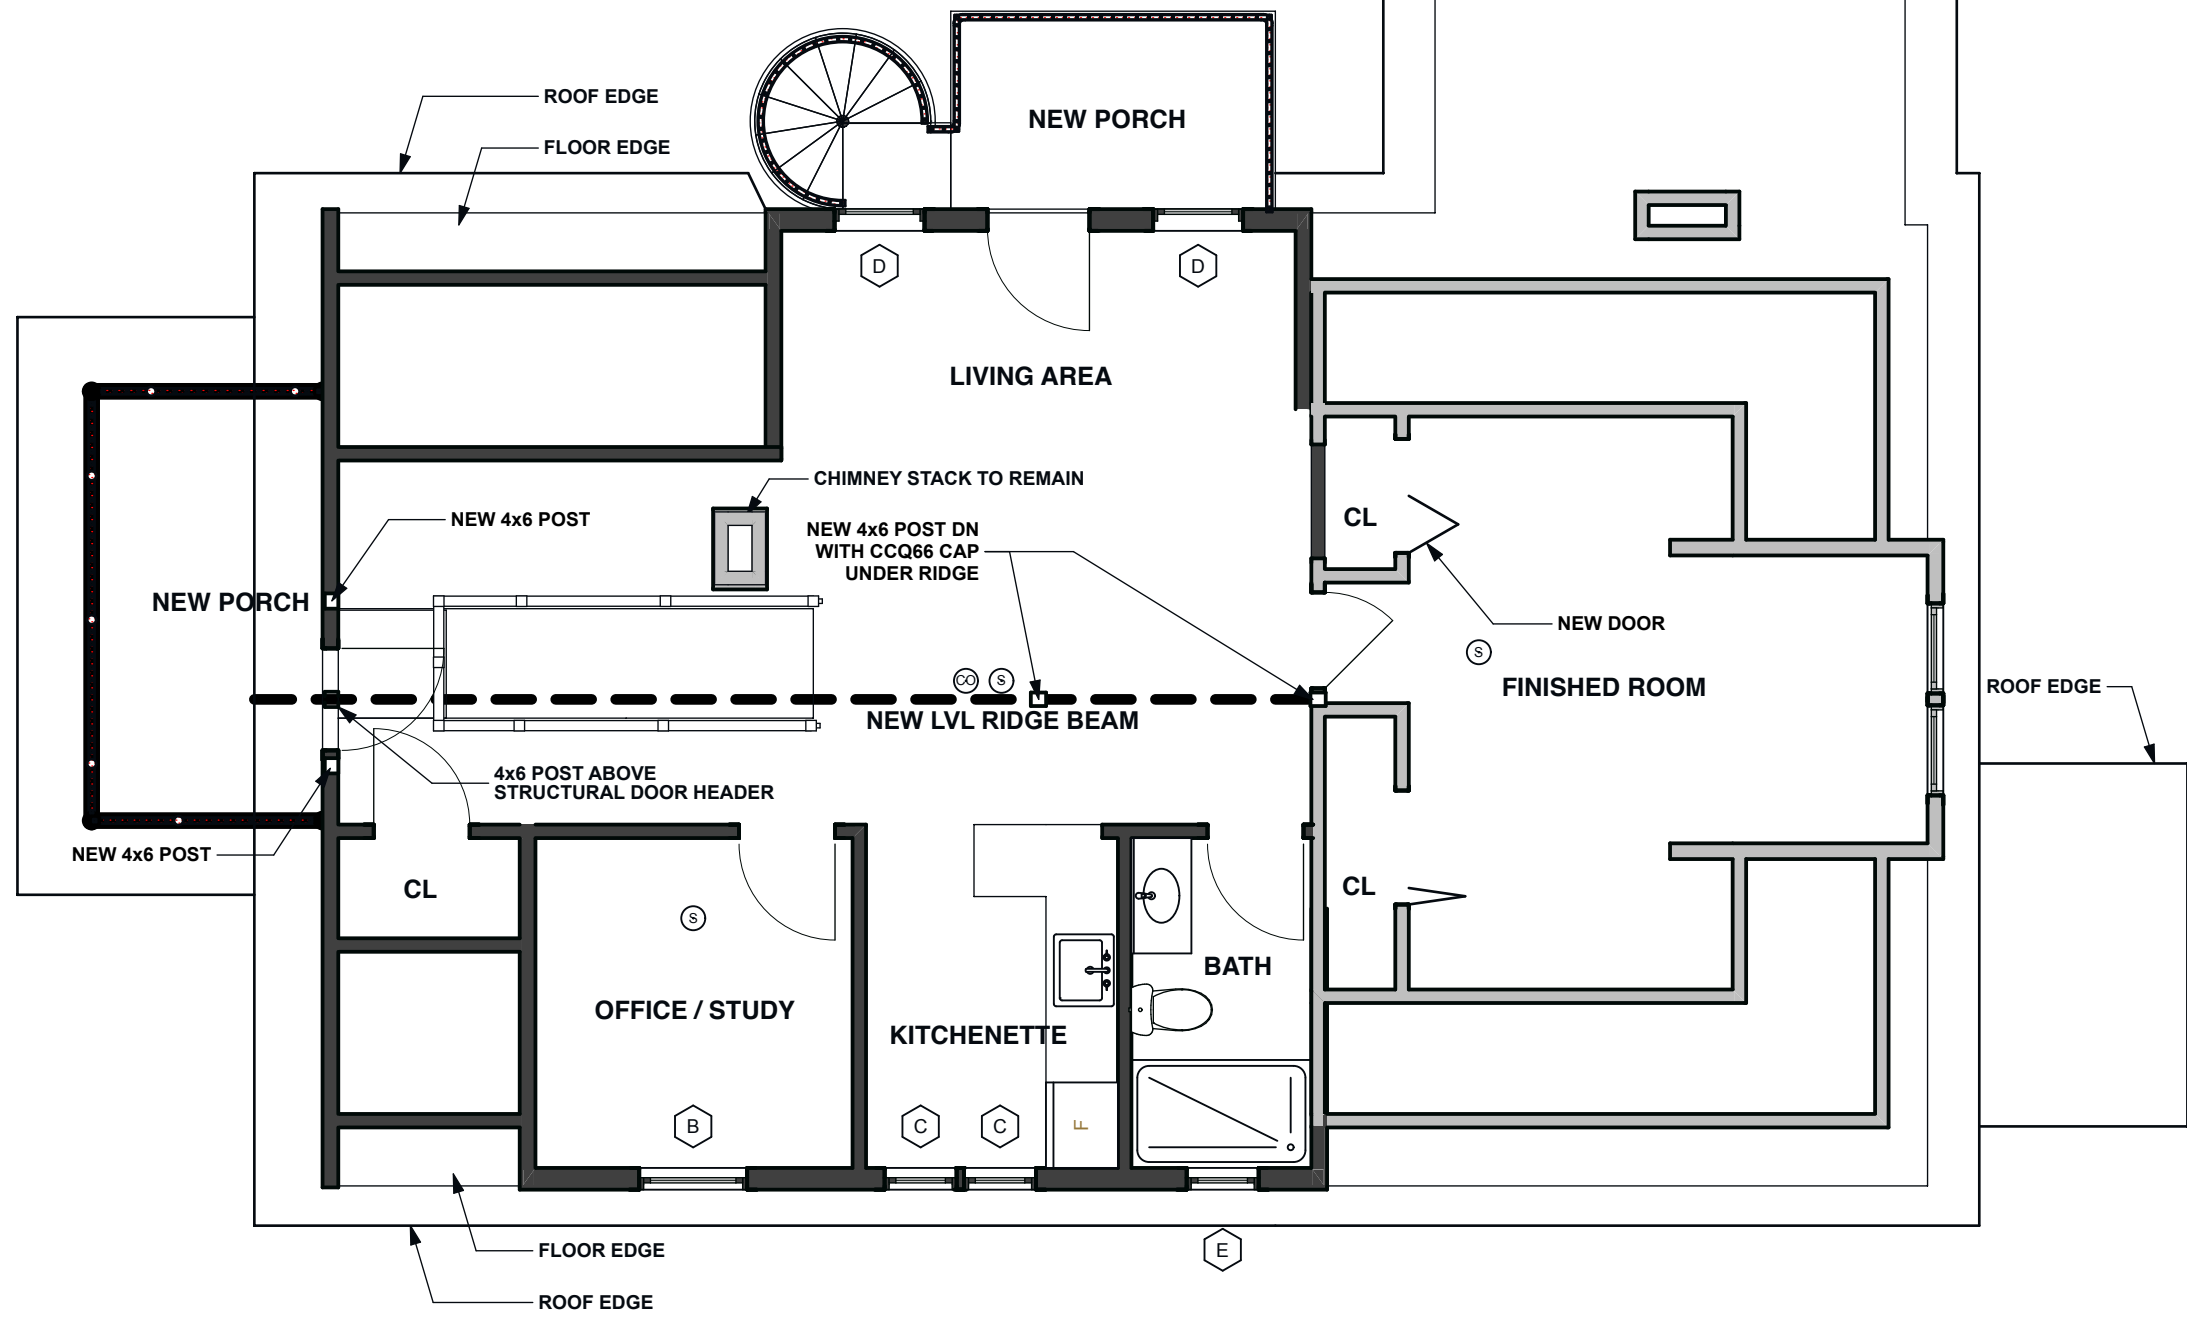 ROOF EDGE
NEW PORCH
FLOOR EDGE
D
D
LIVING AREA
CHIMNEY STACK TO REMAIN
NEW 4x6 POST
NEW 4x6 POST DN
WITH CCQ66 CAP
UNDER RIDGE
CL
NEW PORCH
NEW DOOR
S
FINISHED ROOM
ROOF EDGE
CO
S
NEW LVL RIDGE BEAM
4x6 POST ABOVE
STRUCTURAL DOOR HEADER
NEW 4x6 POST
CL
CL
S
BATH
OFFICE / STUDY
KITCHENETTE
B
C
C
F
E
FLOOR EDGE
ROOF EDGE